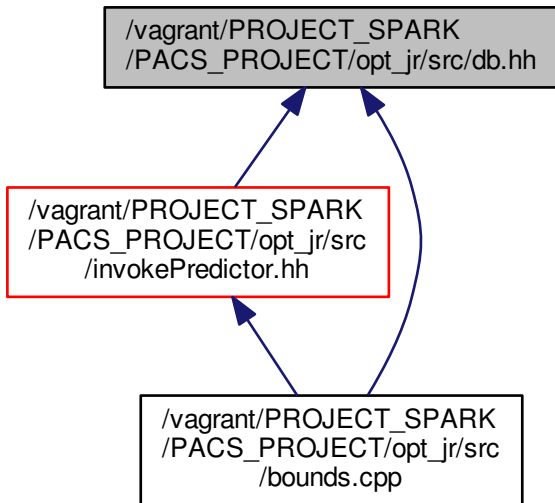 /vagrant/PROJECT_SPARK
/PACS_PROJECT/opt_jr/src/db.hh
/vagrant/PROJECT_SPARK
/PACS_PROJECT/opt_jr/src
/invokePredictor.hh
/vagrant/PROJECT_SPARK
/PACS_PROJECT/opt_jr/src
/bounds.cpp